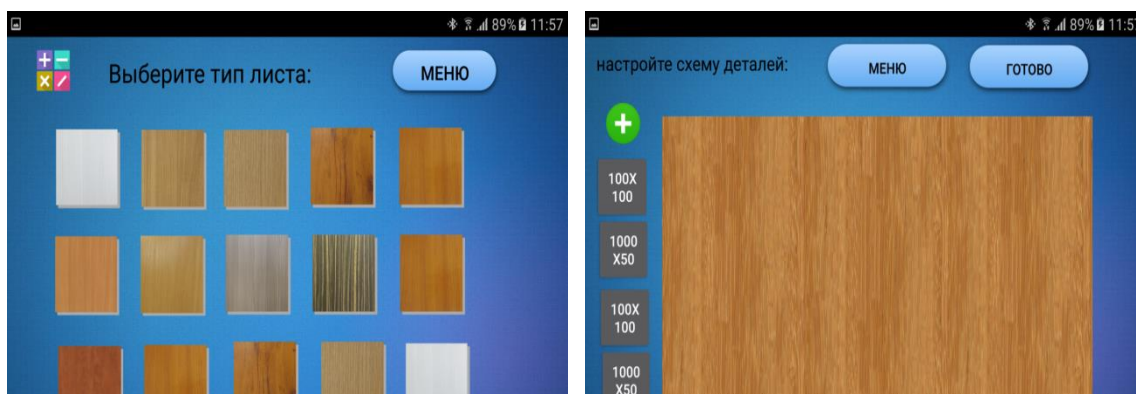 89% 11:57
Выберите тип листа:
МЕНЮ
89% 11:57
настройте схему деталей:
МЕНЮ
ГОТОВО
100X
100
1000
X50
100X
100
1000
X50